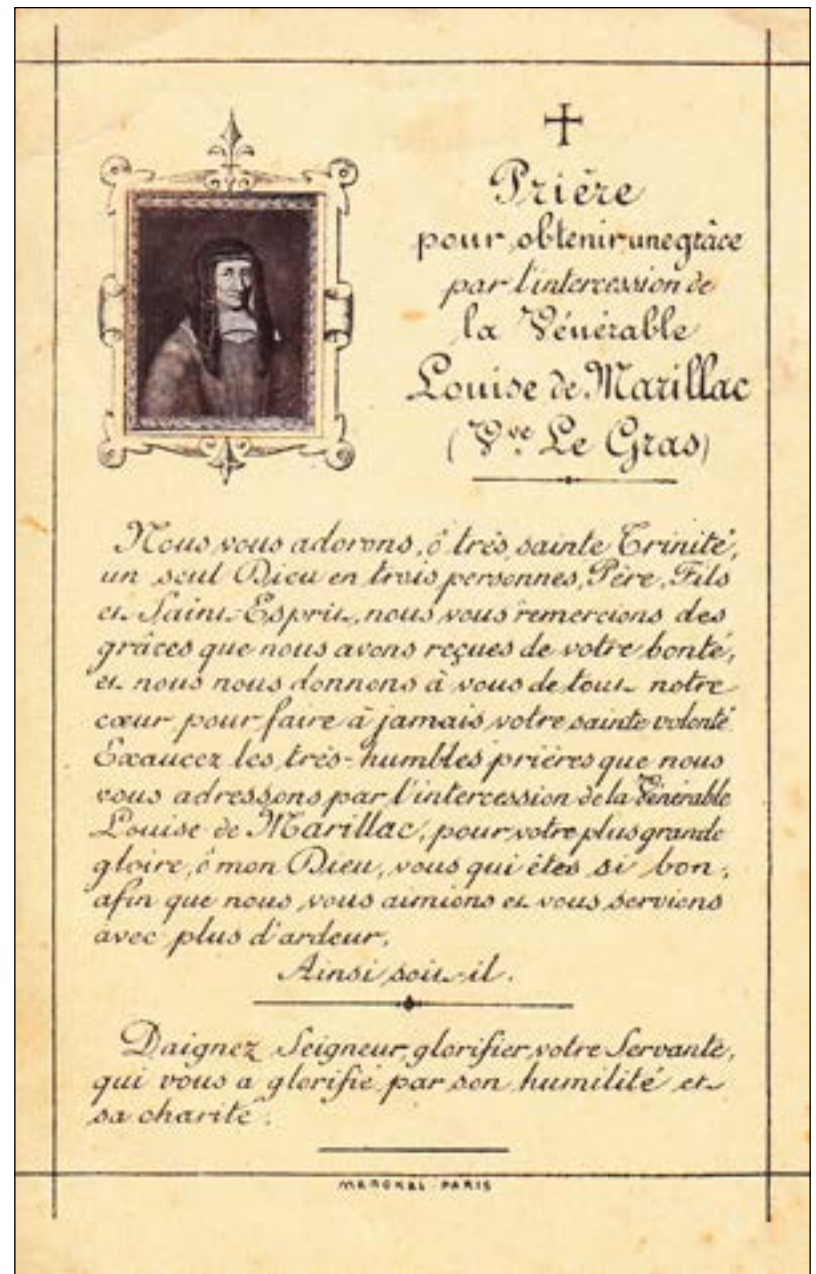 Prière
pour obtenir une grâce
par l'intercession de
la Vénérable
Louise de Marillac
(Vve Le Gras)
Nous vous adorons, ô très sainte Trinité,
un seul Dieu en trois personnes, Père, Fils
et Saint-Esprit, nous vous remercions des
grâces que nous avons reçues de votre bonté,
et nous nous donnons à vous de tout notre
cœur pour faire à jamais votre sainte volonté.
Exaucez les très-humbles prières que nous
vous adressons par l'intercession de la Vénérable
Louise de Marillac, pour votre plus grande
gloire, ô mon Dieu, vous qui êtes si bon,
afin que nous vous aimions et vous servions
avec plus d'ardeur.
Ainsi soit-il.
Daignez Seigneur, glorifier votre Servante,
qui vous a glorifié par son humilité et
sa charité.
PARIS